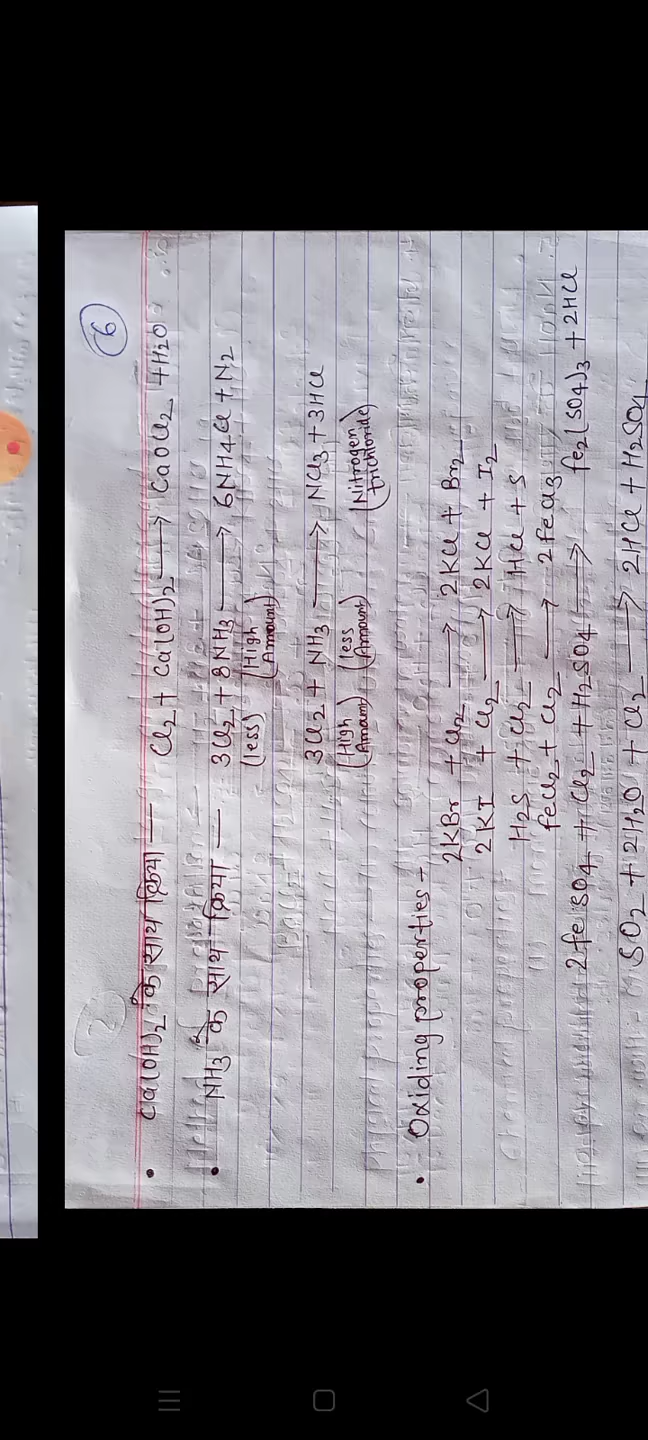 6
• Ca(OH)2 के साथ क्रिया — Cl2 + Ca(OH)2 ⟶ CaOCl2 + H2O
• NH3 के साथ क्रिया — 3Cl2 + 8NH3 ⟶ 6NH4Cl + N2
(less) (High Amount)
3Cl2 + NH3 ⟶ NCl3 + 3HCl
(High Amount) (less Amount) (Nitrogen trichloride)
• Oxiding properties -
2KBr + Cl2 ⟶ 2KCl + Br2
2KI + Cl2 ⟶ 2KCl + I2
H2S + Cl2 ⟶ HCl + S
FeCl2 + Cl2 ⟶ 2FeCl3
2FeSO4 + Cl2 + H2SO4 ⟶ Fe2(SO4)3 + 2HCl
SO2 + 2H2O + Cl2 ⟶ 2HCl + H2SO4